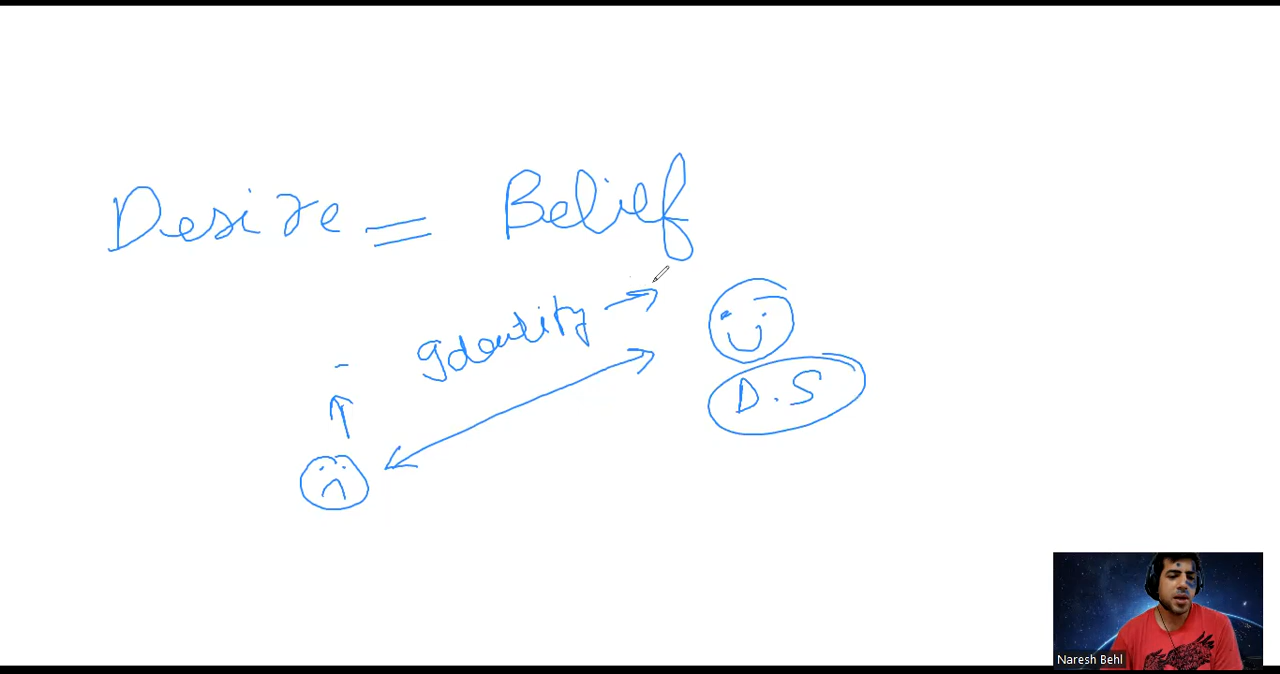 Desire = Belief
Identity →
D.S
Naresh Behl